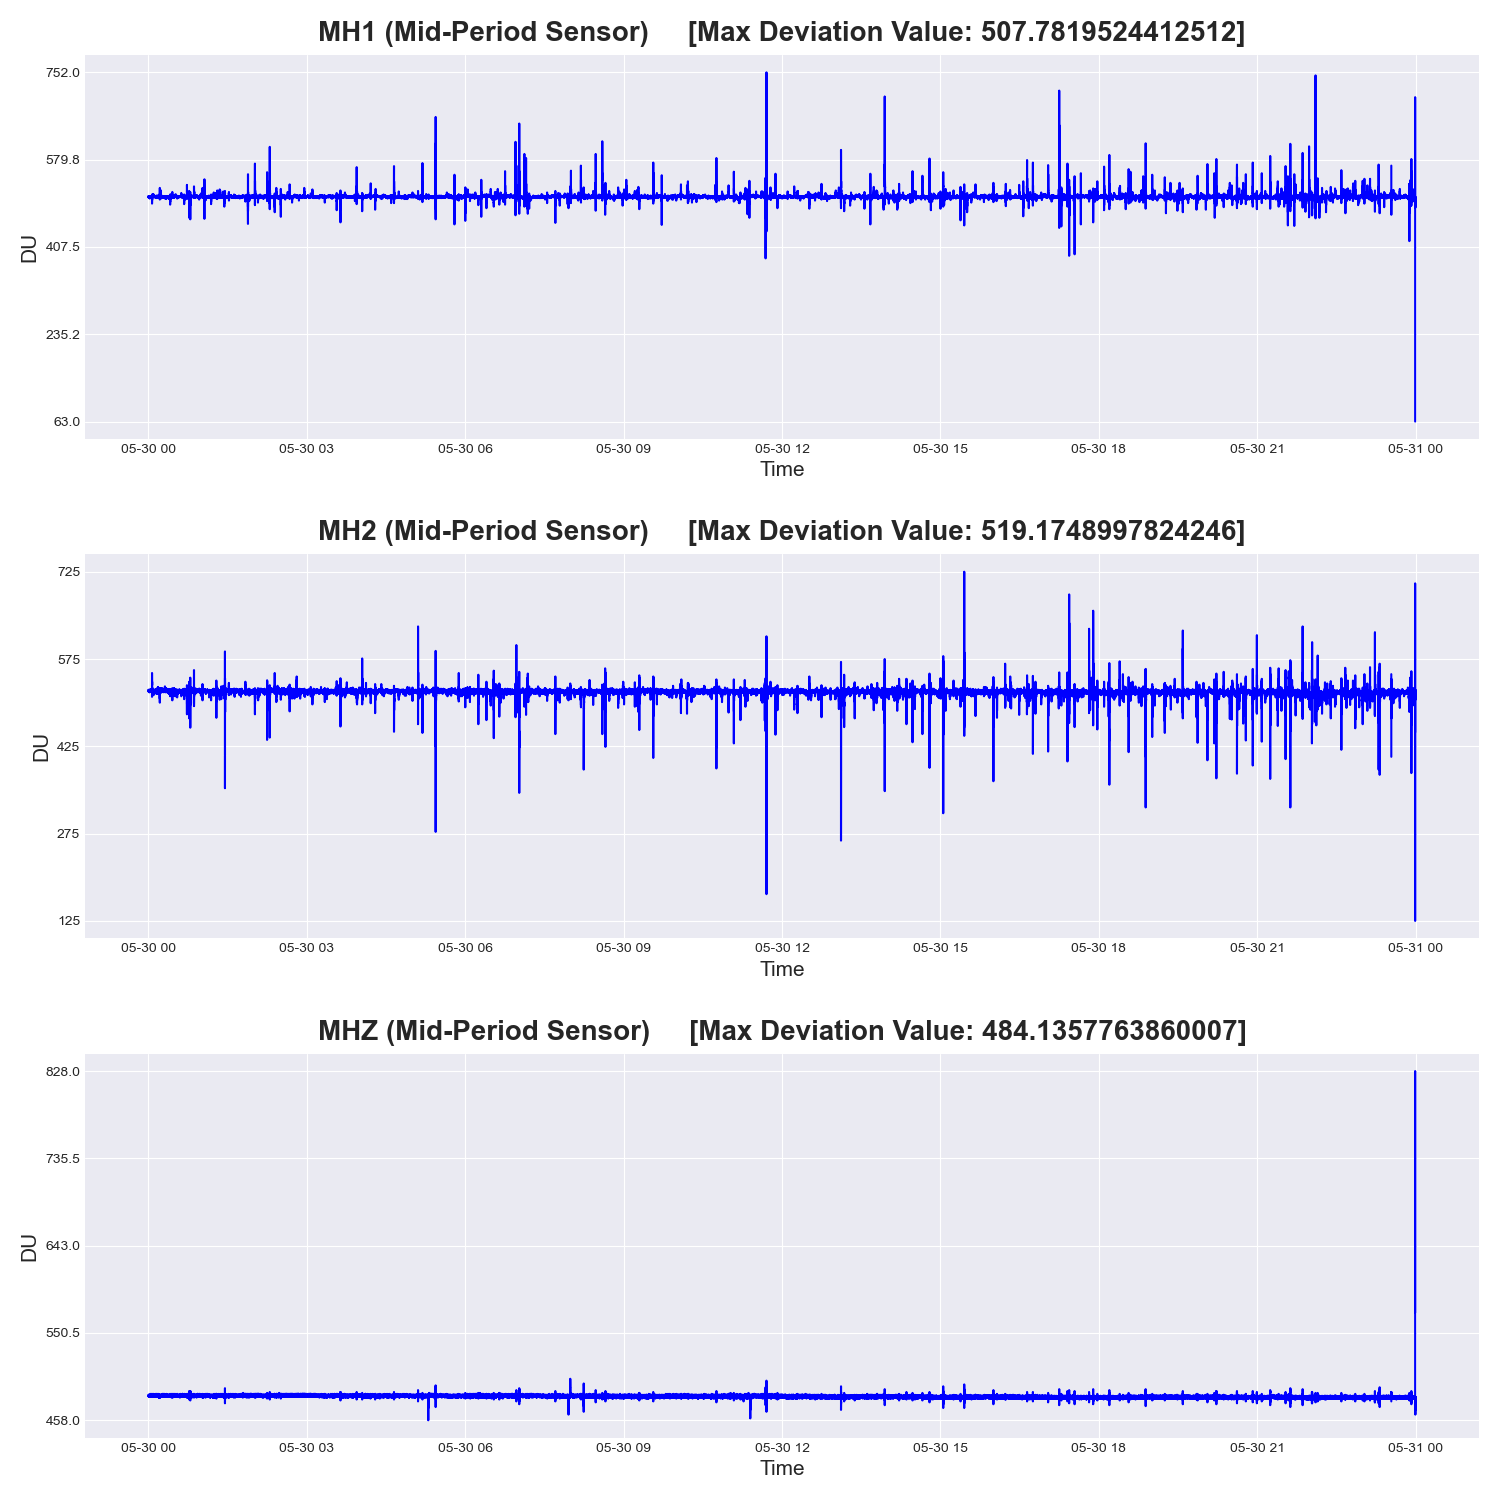 MH1 (Mid-Period Sensor) [Max Deviation Value: 507.7819524412512]
752.0
579.8
407.5
235.2
63.0
DU
05-30 00 05-30 03 05-30 06 05-30 09 05-30 12 05-30 15 05-30 18 05-30 21 05-31 00
Time
MH2 (Mid-Period Sensor) [Max Deviation Value: 519.1748997824246]
725
575
425
275
125
DU
05-30 00 05-30 03 05-30 06 05-30 09 05-30 12 05-30 15 05-30 18 05-30 21 05-31 00
Time
MHZ (Mid-Period Sensor) [Max Deviation Value: 484.1357763860007]
828.0
735.5
643.0
550.5
458.0
DU
05-30 00 05-30 03 05-30 06 05-30 09 05-30 12 05-30 15 05-30 18 05-30 21 05-31 00
Time